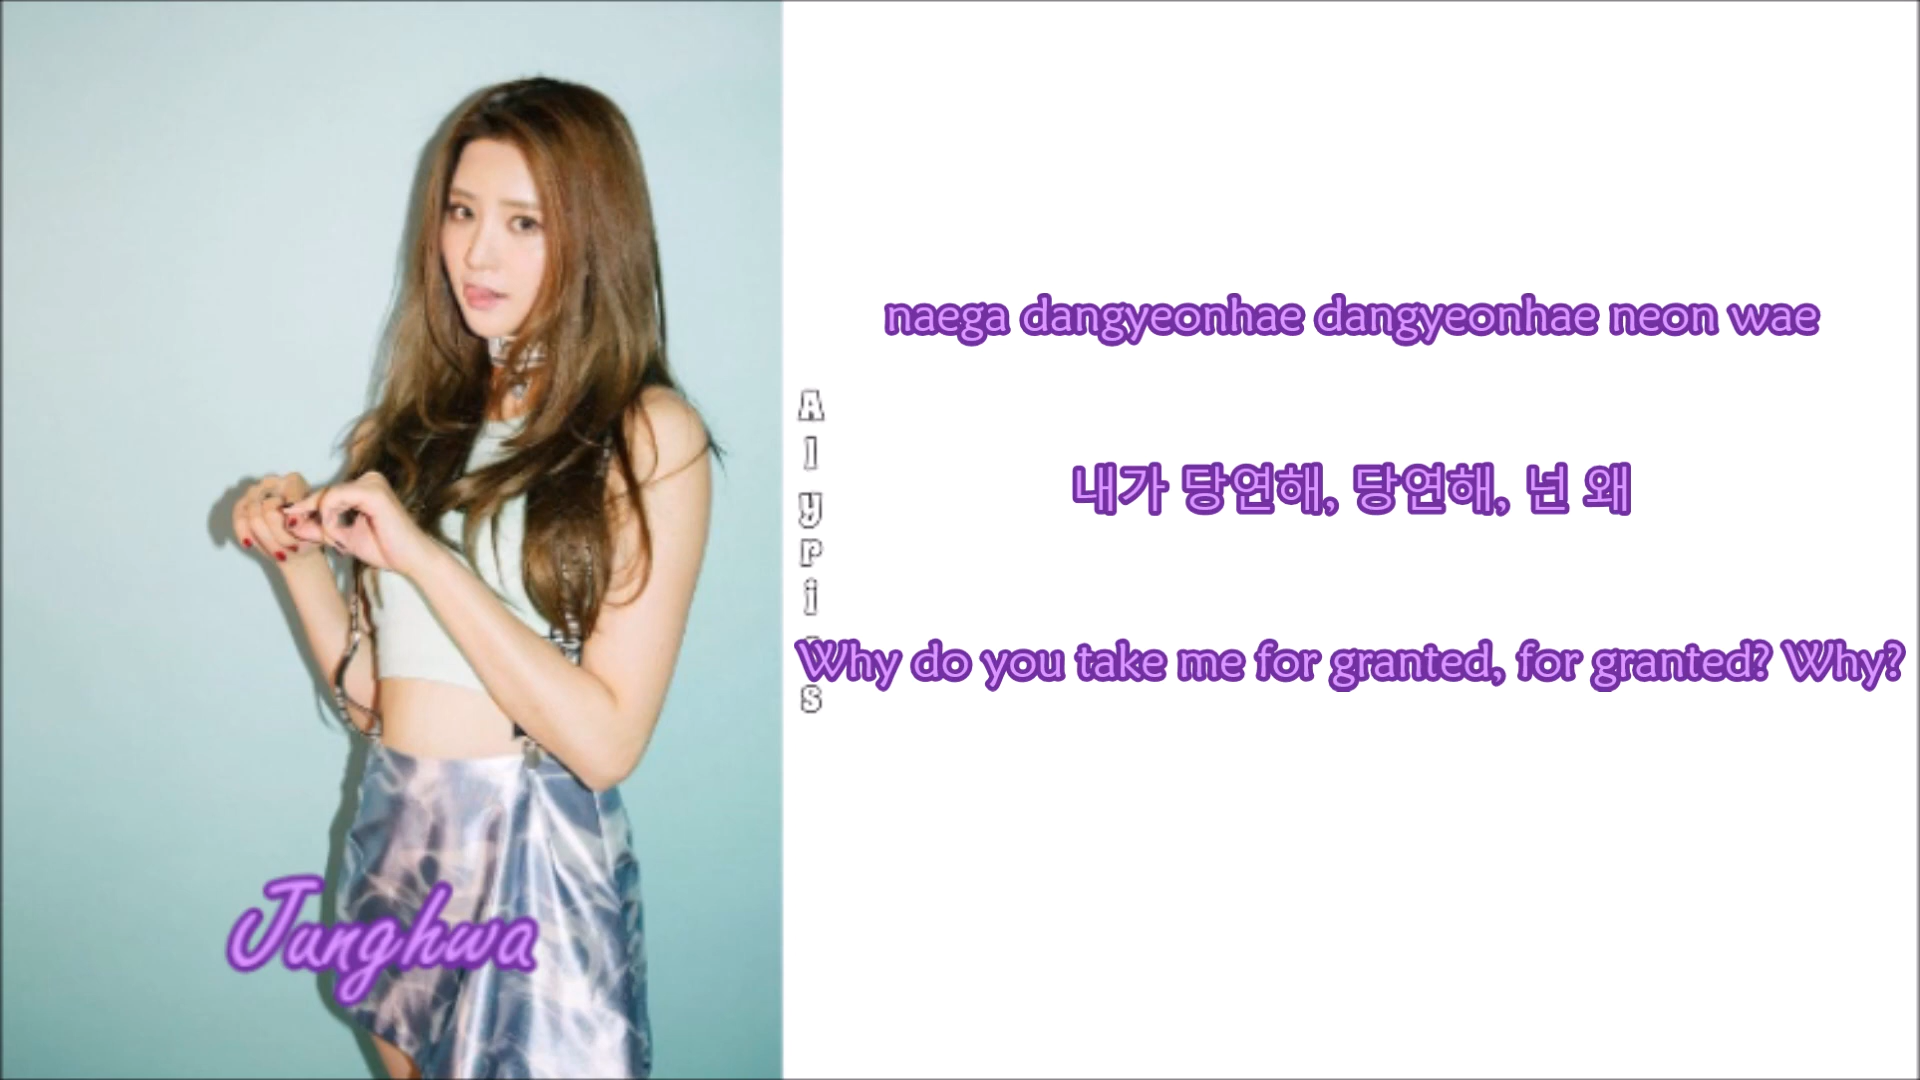 naega dangyeonhae dangyeonhae neon wae
내가 당연해, 당연해, 넌 왜
Why do you take me for granted, for granted? Why?
Junghwa